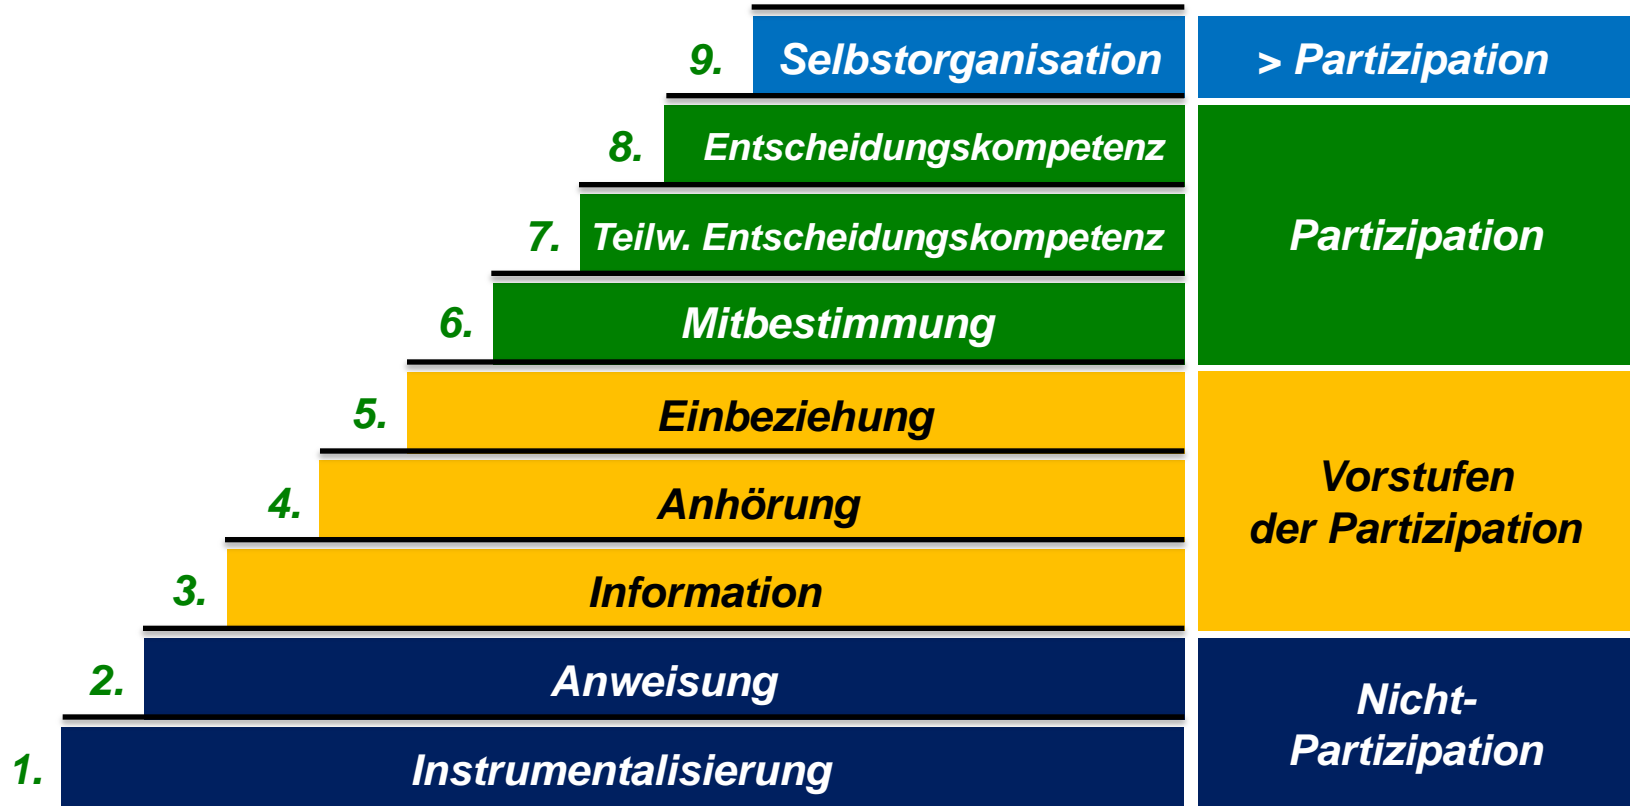 9. Selbstorganisation > Partizipation
8. Entscheidungskompetenz
7. Teilw. Entscheidungskompetenz
Partizipation
6. Mitbestimmung
5. Einbeziehung
4. Anhörung
Vorstufen
der Partizipation
3. Information
2. Anweisung
Nicht-
Partizipation
1. Instrumentalisierung